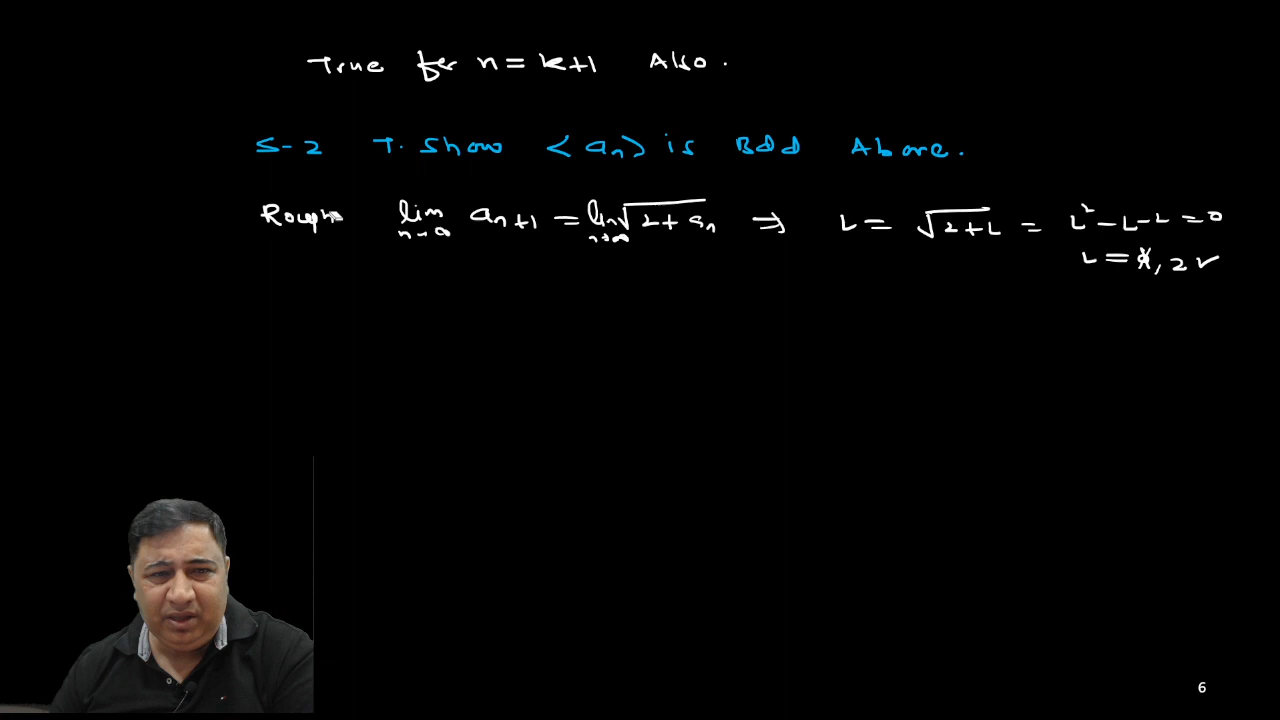 True for n = k+1 Also.
S-2 T. Show <aₙ> is Bdd Above.
Rough lim n→∞ aₙ+1 = lim n→∞ √2+aₙ ⇒ L = √2+L = L²-L-2=0
L = , 2 ✓
6